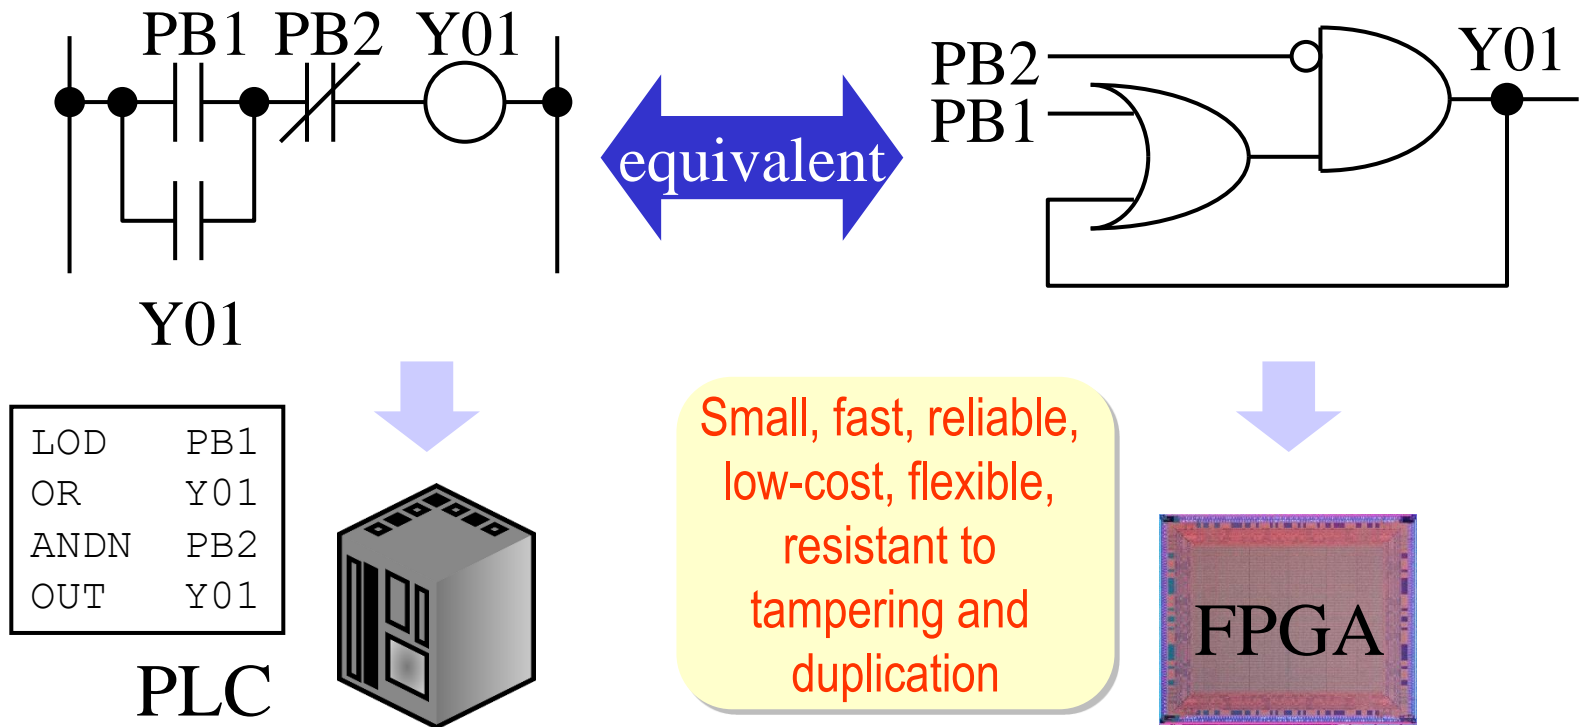 PB1 PB2 Y01
Y01
equivalent
PB2
PB1
Y01
LOD PB1
OR Y01
ANDN PB2
OUT Y01
PLC
Small, fast, reliable,
low-cost, flexible,
resistant to
tampering and
duplication
FPGA